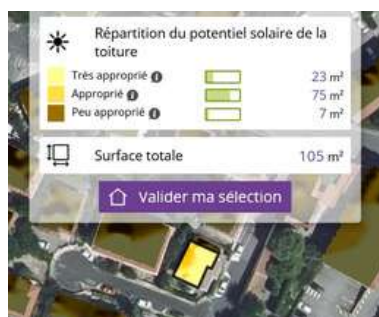 Répartition du potentiel solaire de la
toiture
Très approprié
23 m²
Approprié
75 m²
Peu approprié
7 m²
Surface totale
105 m²
Valider ma sélection